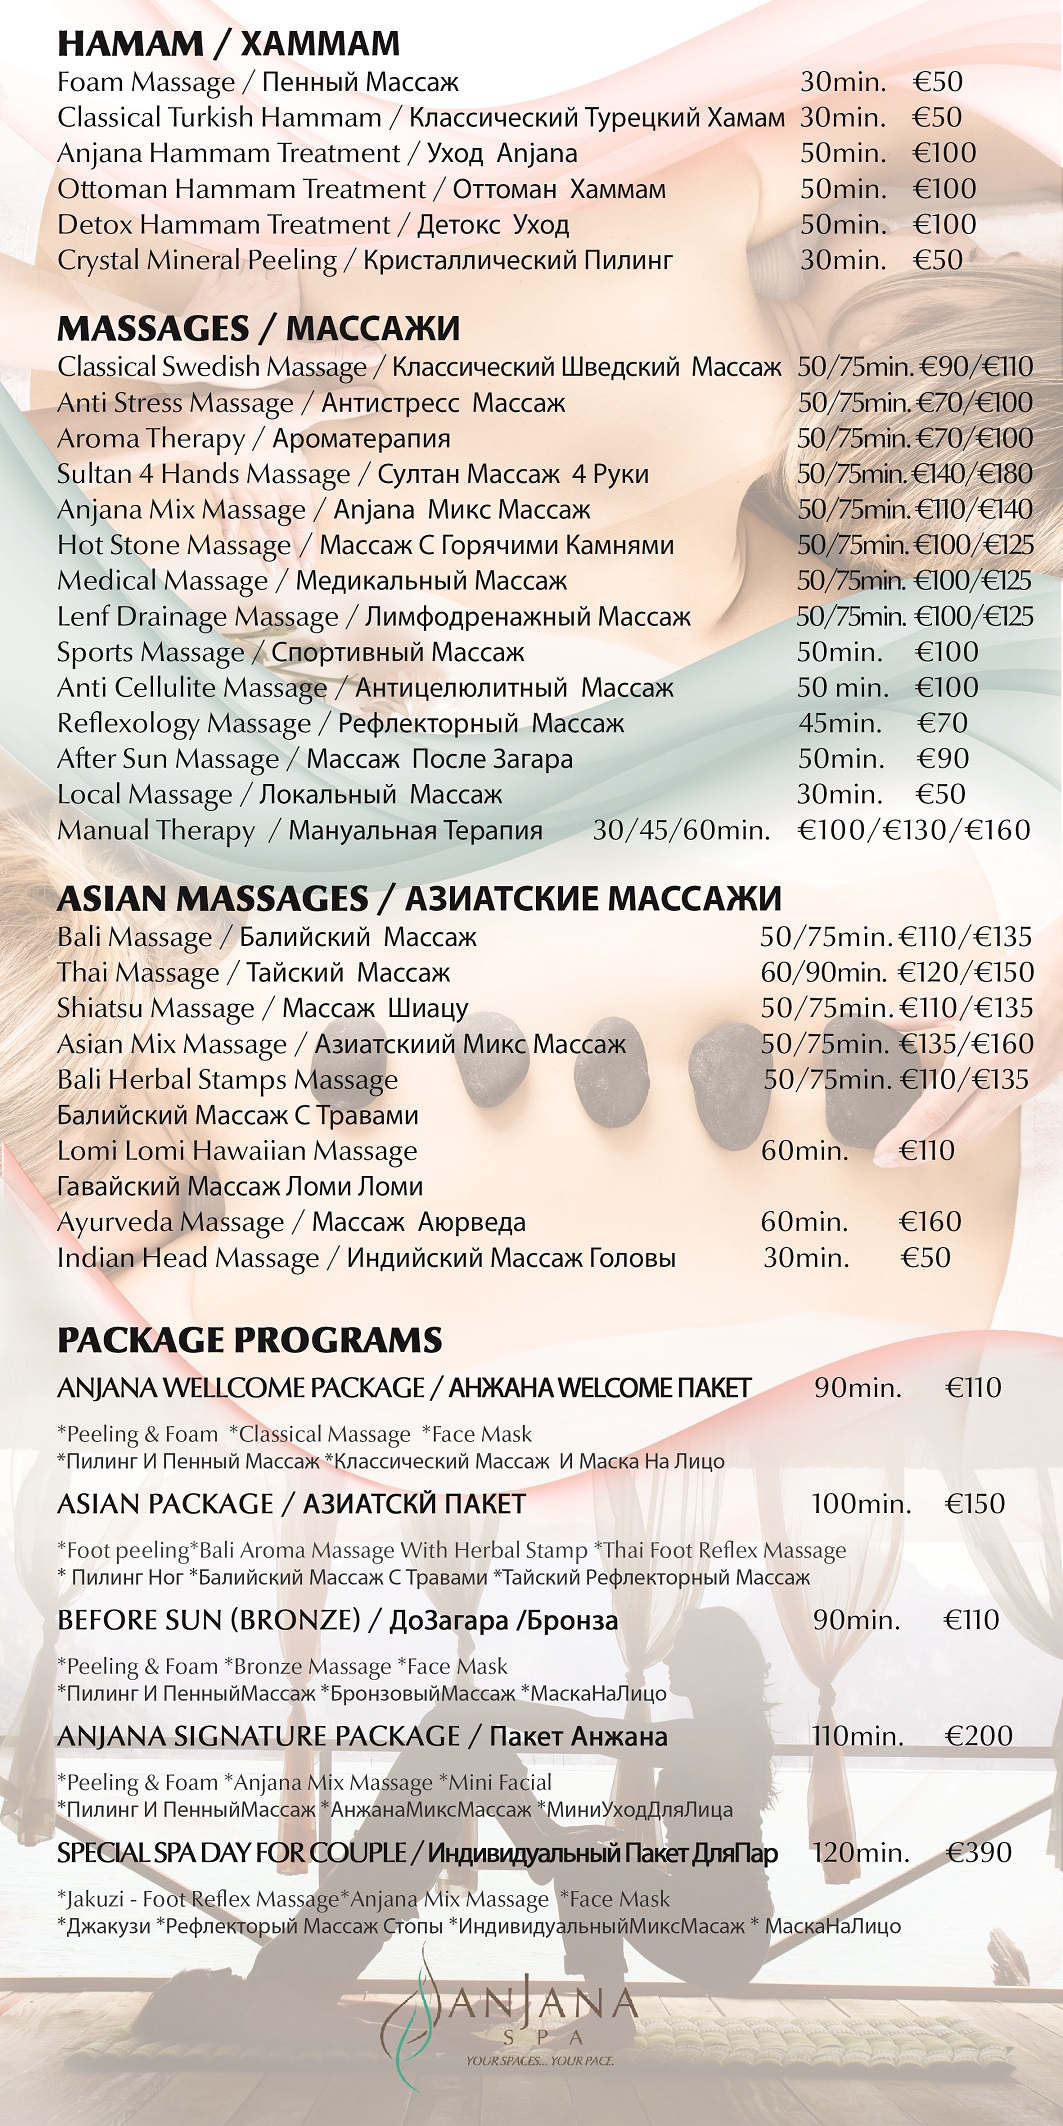 HAMAM / ХАММАМ
Foam Massage / Пенный Массаж 30min. €50
Classical Turkish Hammam / Классический Турецкий Хамам 30min. €50
Anjana Hammam Treatment / Уход Anjana 50min. €100
Ottoman Hammam Treatment / Оттоман Хаммам 50min. €100
Detox Hammam Treatment / Детокс Уход 50min. €100
Crystal Mineral Peeling / Кристаллический Пилинг 30min. €50
MASSAGES / МАССАЖИ
Classical Swedish Massage / Классический Шведский Массаж 50/75min. €90/€110
Anti Stress Massage / Антистресс Массаж 50/75min. €70/€100
Aroma Therapy / Ароматерапия 50/75min. €70/€100
Sultan 4 Hands Massage / Султан Массаж 4 Руки 50/75min. €140/€180
Anjana Mix Massage / Anjana Микс Массаж 50/75min. €110/€140
Hot Stone Massage / Массаж С Горячими Камнями 50/75min. €100/€125
Medical Massage / Медикальный Массаж 50/75min. €100/€125
Lenf Drainage Massage / Лимфодренажный Массаж 50/75min. €100/€125
Sports Massage / Спортивный Массаж 50min. €100
Anti Cellulite Massage / Антицелюлитный Массаж 50 min. €100
Reflexology Massage / Рефлекторный Массаж 45min. €70
After Sun Massage / Массаж После Загара 50min. €90
Local Massage / Локальный Массаж 30min. €50
Manual Therapy / Мануальная Терапия 30/45/60min. €100/€130/€160
ASIAN MASSAGES / АЗИАТСКИЕ МАССАЖИ
Bali Massage / Балийский Массаж 50/75min. €110/€135
Thai Massage / Тайский Массаж 60/90min. €120/€150
Shiatsu Massage / Массаж Шиацу 50/75min. €110/€135
Asian Mix Massage / Азиатскиий Микс Массаж 50/75min. €135/€160
Bali Herbal Stamps Massage 50/75min. €110/€135
Балийский Массаж С Травами
Lomi Lomi Hawaiian Massage 60min. €110
Гавайский Массаж Ломи Ломи
Ayurveda Massage / Массаж Аюрведа 60min. €160
Indian Head Massage / Индийский Массаж Головы 30min. €50
PACKAGE PROGRAMS
ANJANA WELLCOME PACKAGE / АНЖАНА WELCOME ПАКЕТ 90min. €110
*Peeling & Foam *Classical Massage *Face Mask
*Пилинг И Пенный Массаж *Классический Массаж И Маска На Лицо
ASIAN PACKAGE / АЗИАТСКЙ ПАКЕТ 100min. €150
*Foot peeling*Bali Aroma Massage With Herbal Stamp *Thai Foot Reflex Massage
* Пилинг Ног *Балийский Массаж С Травами *Тайский Рефлекторный Массаж
BEFORE SUN (BRONZE) / ДоЗагара /Бронза 90min. €110
*Peeling & Foam *Bronze Massage *Face Mask
*Пилинг И ПенныйМассаж *БронзовыйМассаж *МаскаНаЛицо
ANJANA SIGNATURE PACKAGE / Пакет Анжана 110min. €200
*Peeling & Foam *Anjana Mix Massage *Mini Facial
*Пилинг И ПенныйМассаж *АнжанаМиксМассаж *МиниУходДляЛица
SPECIAL SPA DAY FOR COUPLE / Индивидуальный Пакет ДляПар 120min. €390
*Jakuzi - Foot Reflex Massage*Anjana Mix Massage *Face Mask
*Джакузи *Рефлекторый Массаж Стопы *ИндивидуальныйМиксМасаж * МаскаНаЛицо
ANJANA
SPA
YOUR SPACES... YOUR PACE.